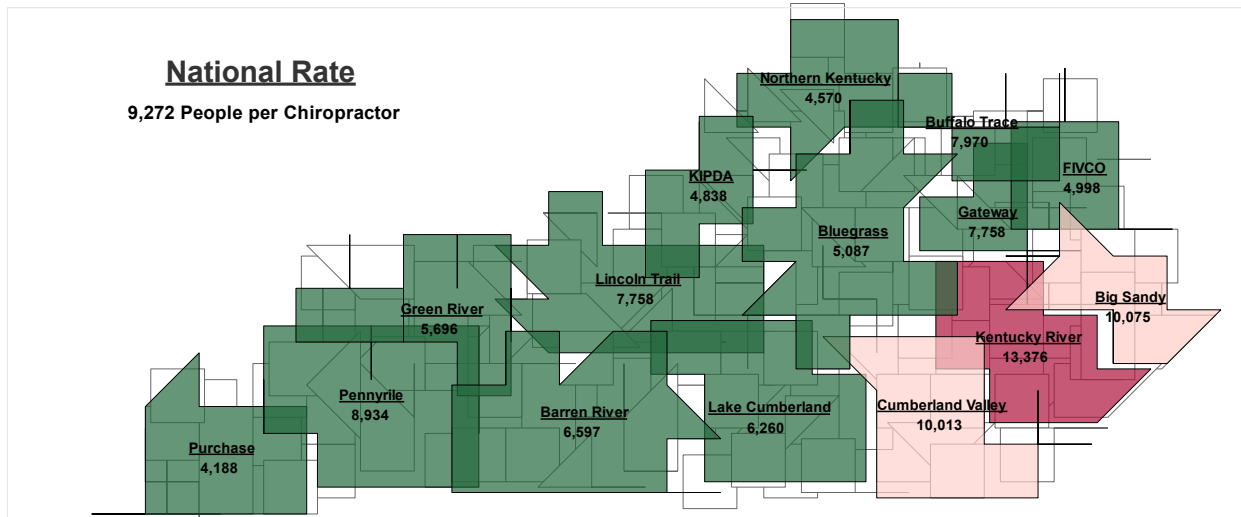 National Rate
9,272 People per Chiropractor
Northern Kentucky
4,570
Buffalo Trace
7,970
FIVCO
4,998
KIPDA
4,838
Gateway
7,758
Bluegrass
5,087
Lincoln Trail
7,758
Big Sandy
10,075
Green River
5,696
Kentucky River
13,376
Pennyrile
8,934
Barren River
6,597
Lake Cumberland
6,260
Cumberland Valley
10,013
Purchase
4,188